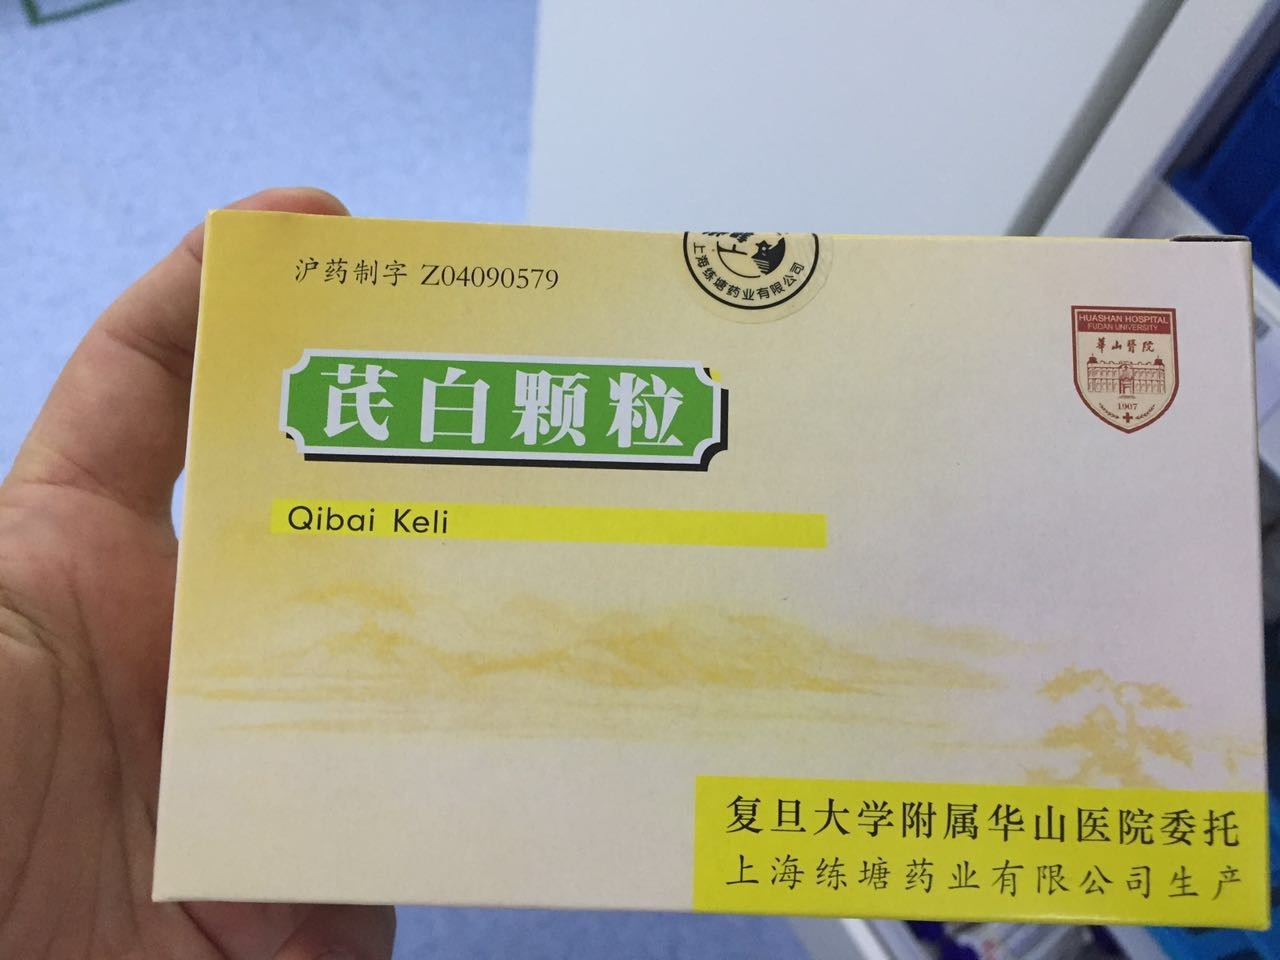 沪药制字 Z04090579
上海练塘药业有限公司
HUASHAN HOSPITAL
FUDAN UNIVERSITY
華山醫院
1907
芪白颗粒
Qibai Keli
复旦大学附属华山医院委托
上海练塘药业有限公司生产